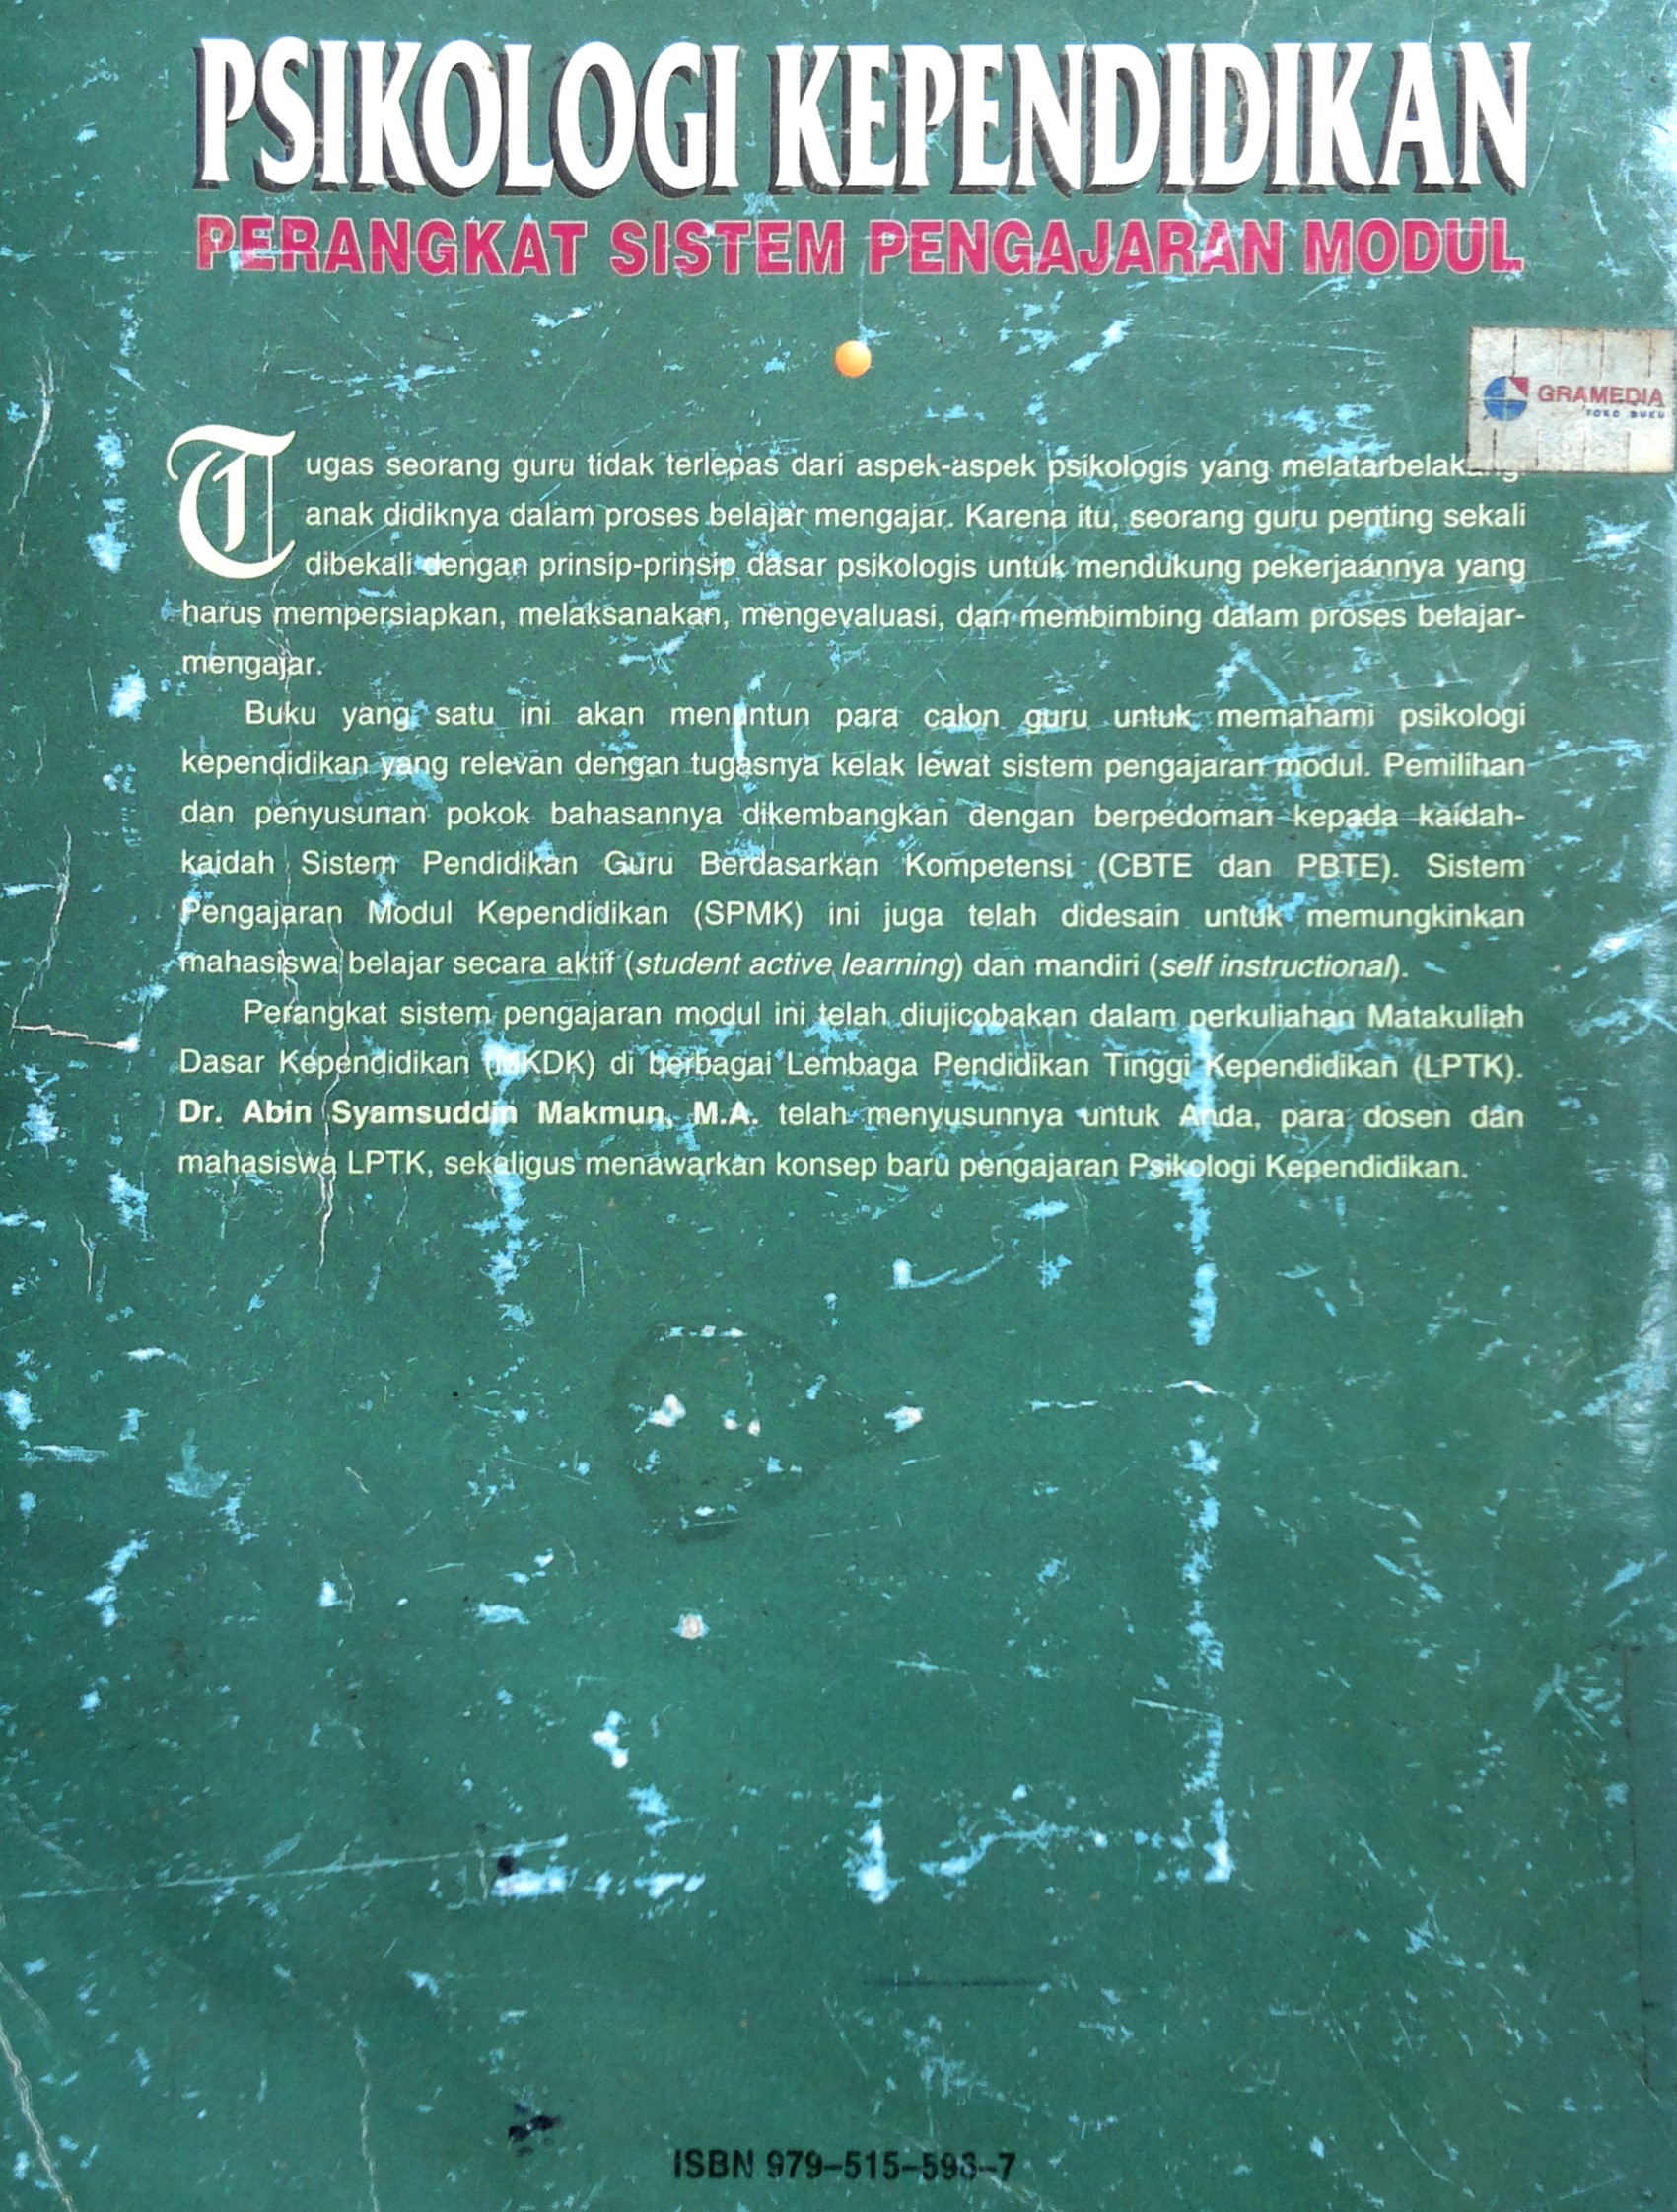 PSIKOLOGI KEPENDIDIKAN
PERANGKAT SISTEM PENGAJARAN MODUL
GRAMEDIA
TOKO BUKU
Tugas seorang guru tidak terlepas dari aspek-aspek psikologis yang
anak didiknya dalam proses belajar mengajar. Karena itu, seorang guru penting sekali
dibekali dengan prinsip-prinsip dasar psikologis untuk mendukung pekerjaannya yang
harus mempersiapkan, melaksanakan, mengevaluasi, dan membimbing dalam proses belajar-
mengajar.
Buku yang satu ini akan menuntun para calon guru untuk memahami psikologi
kependidikan yang relevan dengan tugasnya kelak lewat sistem pengajaran modul. Pemilihan
dan penyusunan pokok bahasannya dikembangkan dengan berpedoman kepada kaidah-
kaidah Sistem Pendidikan Guru Berdasarkan Kompetensi (CBTE dan PBTE). Sistem
Pengajaran Modul Kependidikan (SPMK) ini juga telah didesain untuk memungkinkan
mahasiswa belajar secara aktif (student active learning) dan mandiri (self instructional).
Perangkat sistem pengajaran modul ini telah diujicobakan dalam perkuliahan Matakuliah
Dasar Kependidikan (MKDK) di berbagai Lembaga Pendidikan Tinggi Kependidikan (LPTK).
Dr. Abin Syamsuddin Makmun, M.A. telah menyusunnya untuk Anda, para dosen dan
mahasiswa LPTK, sekaligus menawarkan konsep baru pengajaran Psikologi Kependidikan.
ISBN 979–515–598–7